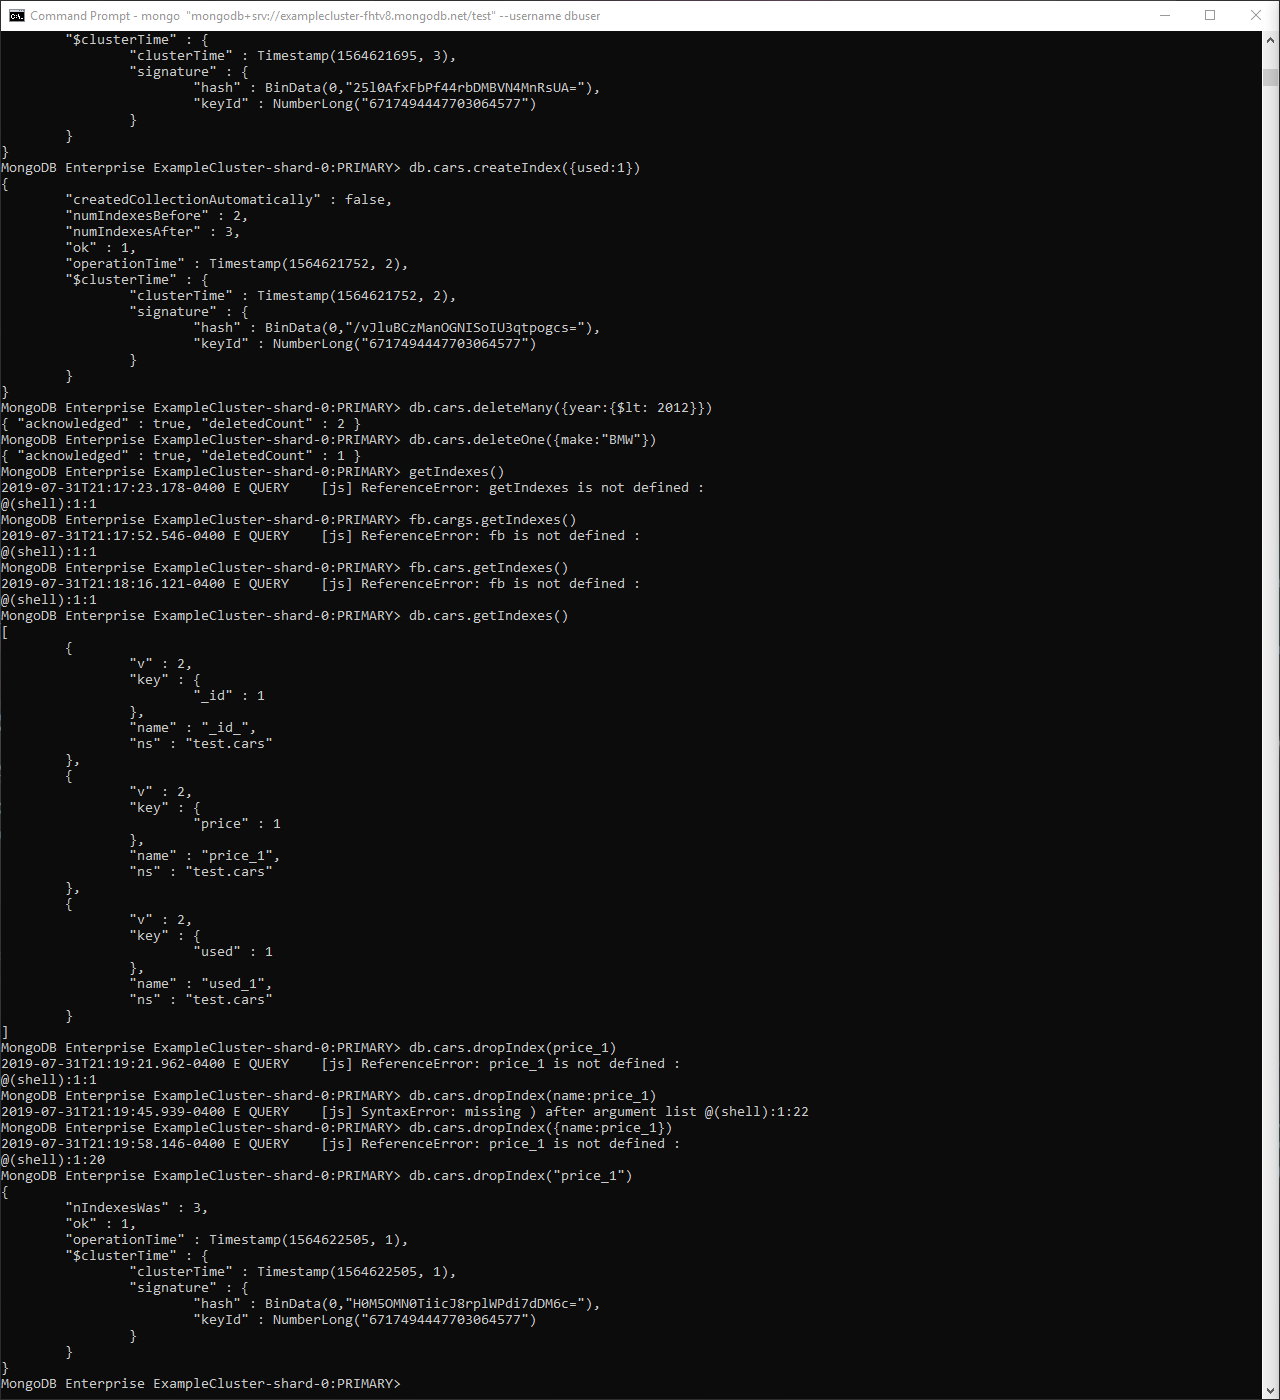 Command Prompt - mongo "mongodb+srv://examplecluster-fhtv8.mongodb.net/test" --username dbuser
"$clusterTime" : {
"clusterTime" : Timestamp(1564621695, 3),
"signature" : {
"hash" : BinData(0,"25l0AfxFbPf44rbDMBVN4MnRsUA="),
"keyId" : NumberLong("6717494447703064577")
}
}
}
MongoDB Enterprise ExampleCluster-shard-0:PRIMARY> db.cars.createIndex({used:1})
{
"createdCollectionAutomatically" : false,
"numIndexesBefore" : 2,
"numIndexesAfter" : 3,
"ok" : 1,
"operationTime" : Timestamp(1564621752, 2),
"$clusterTime" : {
"clusterTime" : Timestamp(1564621752, 2),
"signature" : {
"hash" : BinData(0,"/vJluBCzManOGNISoIU3qtpogcs="),
"keyId" : NumberLong("6717494447703064577")
}
}
}
MongoDB Enterprise ExampleCluster-shard-0:PRIMARY> db.cars.deleteMany({year:{$lt: 2012}})
{ "acknowledged" : true, "deletedCount" : 2 }
MongoDB Enterprise ExampleCluster-shard-0:PRIMARY> db.cars.deleteOne({make:"BMW"})
{ "acknowledged" : true, "deletedCount" : 1 }
MongoDB Enterprise ExampleCluster-shard-0:PRIMARY> getIndexes()
2019-07-31T21:17:23.178-0400 E QUERY    [js] ReferenceError: getIndexes is not defined :
@(shell):1:1
MongoDB Enterprise ExampleCluster-shard-0:PRIMARY> fb.cargs.getIndexes()
2019-07-31T21:17:52.546-0400 E QUERY    [js] ReferenceError: fb is not defined :
@(shell):1:1
MongoDB Enterprise ExampleCluster-shard-0:PRIMARY> fb.cars.getIndexes()
2019-07-31T21:18:16.121-0400 E QUERY    [js] ReferenceError: fb is not defined :
@(shell):1:1
MongoDB Enterprise ExampleCluster-shard-0:PRIMARY> db.cars.getIndexes()
[
{
"v" : 2,
"key" : {
"_id" : 1
},
"name" : "_id_",
"ns" : "test.cars"
},
{
"v" : 2,
"key" : {
"price" : 1
},
"name" : "price_1",
"ns" : "test.cars"
},
{
"v" : 2,
"key" : {
"used" : 1
},
"name" : "used_1",
"ns" : "test.cars"
}
]
MongoDB Enterprise ExampleCluster-shard-0:PRIMARY> db.cars.dropIndex(price_1)
2019-07-31T21:19:21.962-0400 E QUERY    [js] ReferenceError: price_1 is not defined :
@(shell):1:1
MongoDB Enterprise ExampleCluster-shard-0:PRIMARY> db.cars.dropIndex(name:price_1)
2019-07-31T21:19:45.939-0400 E QUERY    [js] SyntaxError: missing ) after argument list @(shell):1:22
MongoDB Enterprise ExampleCluster-shard-0:PRIMARY> db.cars.dropIndex({name:price_1})
2019-07-31T21:19:58.146-0400 E QUERY    [js] ReferenceError: price_1 is not defined :
@(shell):1:20
MongoDB Enterprise ExampleCluster-shard-0:PRIMARY> db.cars.dropIndex("price_1")
{
"nIndexesWas" : 3,
"ok" : 1,
"operationTime" : Timestamp(1564622505, 1),
"$clusterTime" : {
"clusterTime" : Timestamp(1564622505, 1),
"signature" : {
"hash" : BinData(0,"H0M5OMN0TiicJ8rplWPdi7dDM6c="),
"keyId" : NumberLong("6717494447703064577")
}
}
}
MongoDB Enterprise ExampleCluster-shard-0:PRIMARY>